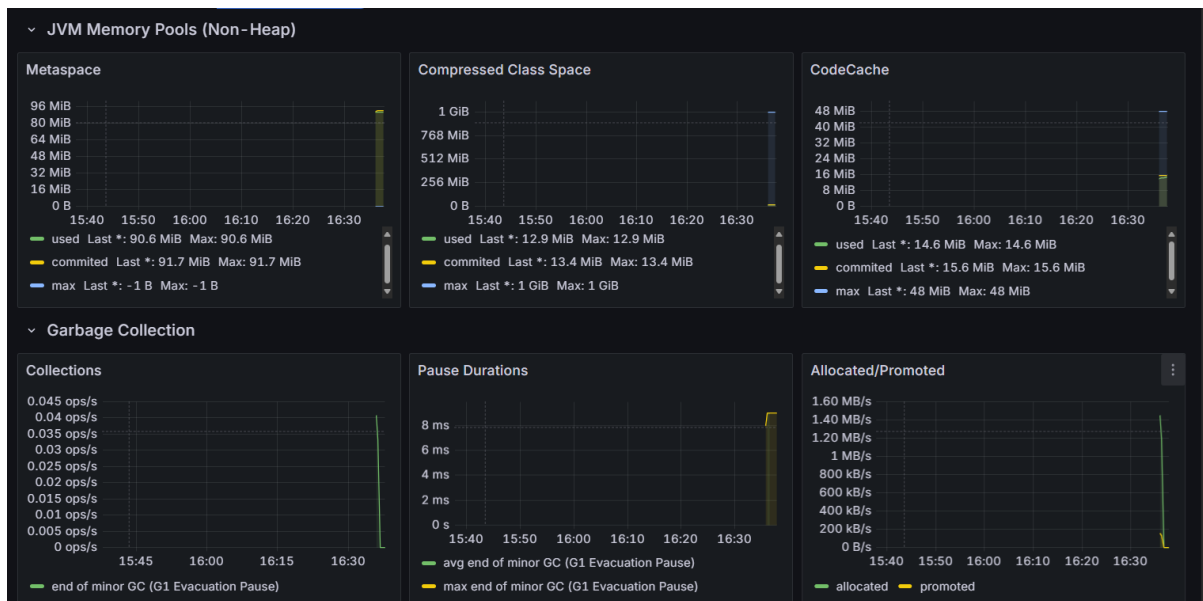 JVM Memory Pools (Non-Heap)
Metaspace
96 MiB
80 MiB
64 MiB
48 MiB
32 MiB
16 MiB
0 B
15:40 15:50 16:00 16:10 16:20 16:30
used Last *: 90.6 MiB Max: 90.6 MiB
commited Last *: 91.7 MiB Max: 91.7 MiB
max Last *: -1 B Max: -1 B
Compressed Class Space
1 GiB
768 MiB
512 MiB
256 MiB
0 B
15:40 15:50 16:00 16:10 16:20 16:30
used Last *: 12.9 MiB Max: 12.9 MiB
commited Last *: 13.4 MiB Max: 13.4 MiB
max Last *: 1 GiB Max: 1 GiB
CodeCache
48 MiB
40 MiB
32 MiB
24 MiB
16 MiB
8 MiB
0 B
15:40 15:50 16:00 16:10 16:20 16:30
used Last *: 14.6 MiB Max: 14.6 MiB
commited Last *: 15.6 MiB Max: 15.6 MiB
max Last *: 48 MiB Max: 48 MiB
Garbage Collection
Collections
0.045 ops/s
0.04 ops/s
0.035 ops/s
0.03 ops/s
0.025 ops/s
0.02 ops/s
0.015 ops/s
0.01 ops/s
0.005 ops/s
0 ops/s
15:45 16:00 16:15 16:30
end of minor GC (G1 Evacuation Pause)
Pause Durations
8 ms
6 ms
4 ms
2 ms
0 s
15:40 15:50 16:00 16:10 16:20 16:30
avg end of minor GC (G1 Evacuation Pause)
max end of minor GC (G1 Evacuation Pause)
Allocated/Promoted
1.60 MB/s
1.40 MB/s
1.20 MB/s
1 MB/s
800 kB/s
600 kB/s
400 kB/s
200 kB/s
0 B/s
15:40 15:50 16:00 16:10 16:20 16:30
allocated promoted